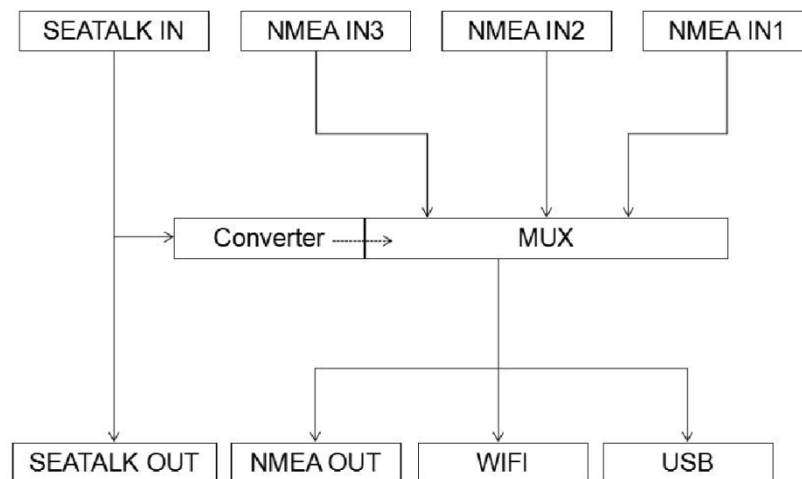 SEATALK IN
NMEA IN3
NMEA IN2
NMEA IN1
Converter
MUX
SEATALK OUT
NMEA OUT
WIFI
USB